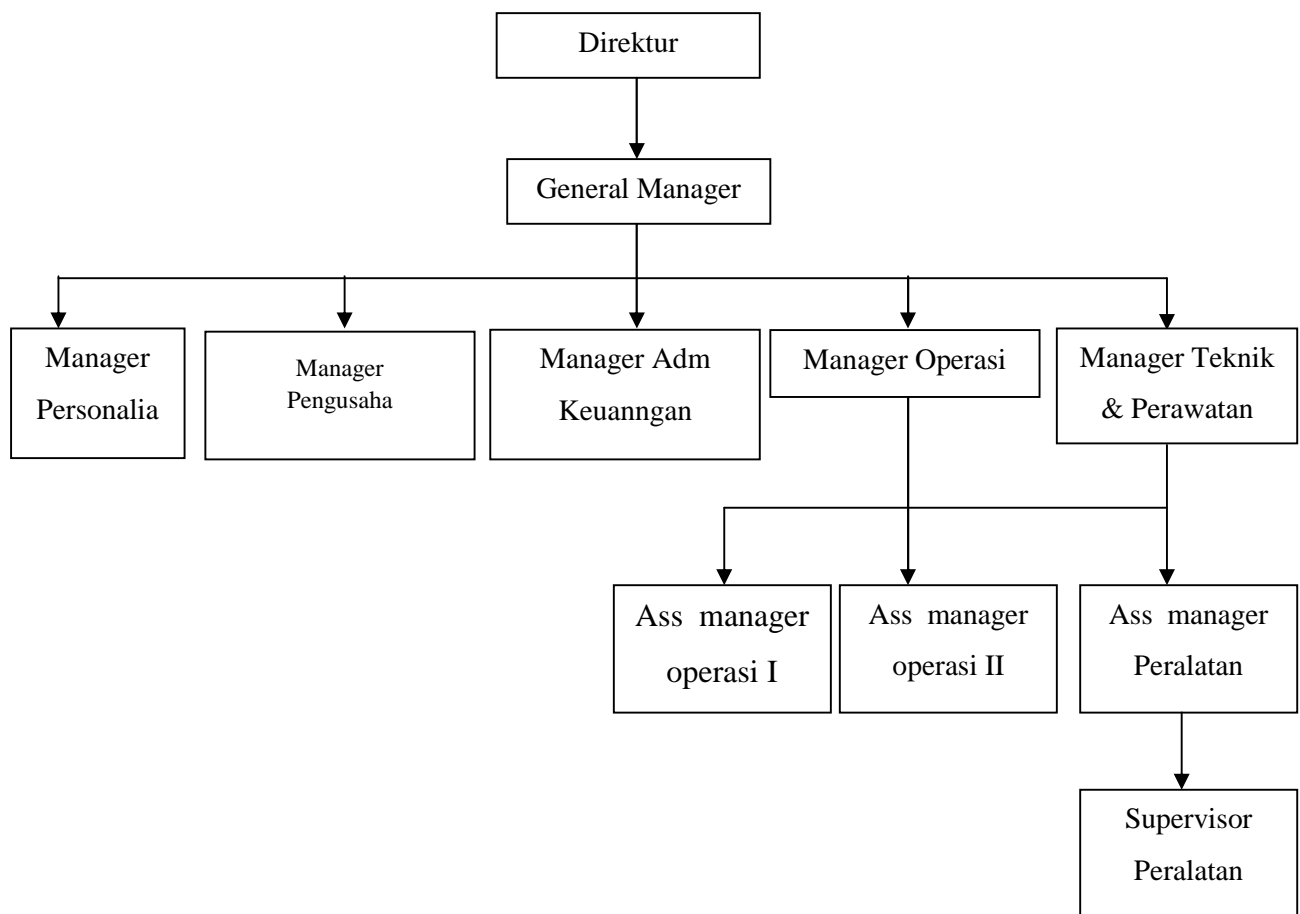 Direktur
General Manager
Manager
Personalia
Manager
Pengusaha
Manager Adm
Keuanngan
Manager Operasi
Manager Teknik
& Perawatan
Ass manager
operasi I
Ass manager
operasi II
Ass manager
Peralatan
Supervisor
Peralatan